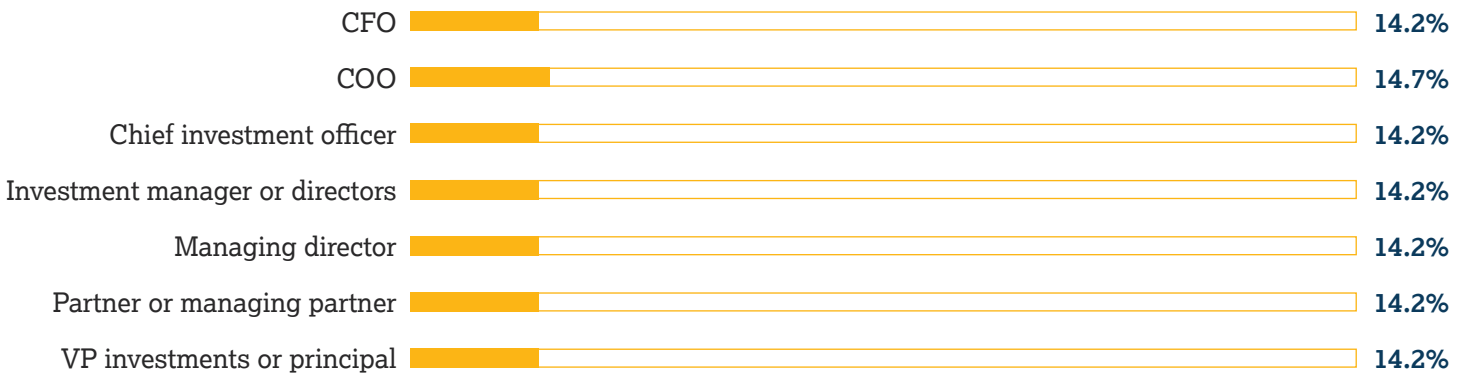 CFO 14.2%
COO 14.7%
Chief investment officer 14.2%
Investment manager or directors 14.2%
Managing director 14.2%
Partner or managing partner 14.2%
VP investments or principal 14.2%